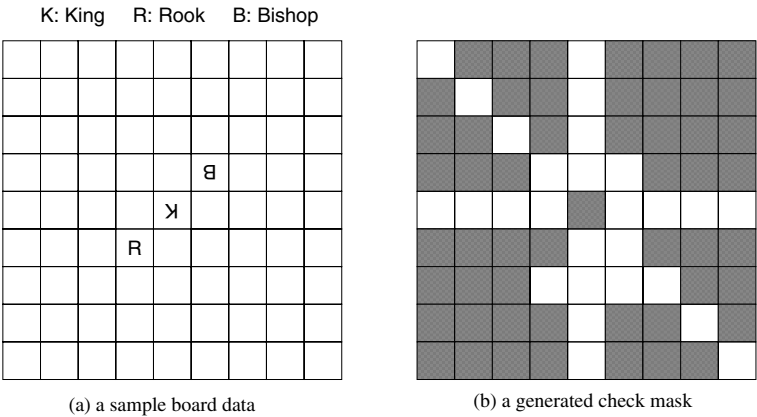 K: King R: Rook B: Bishop
B
K
R
(a) a sample board data
(b) a generated check mask